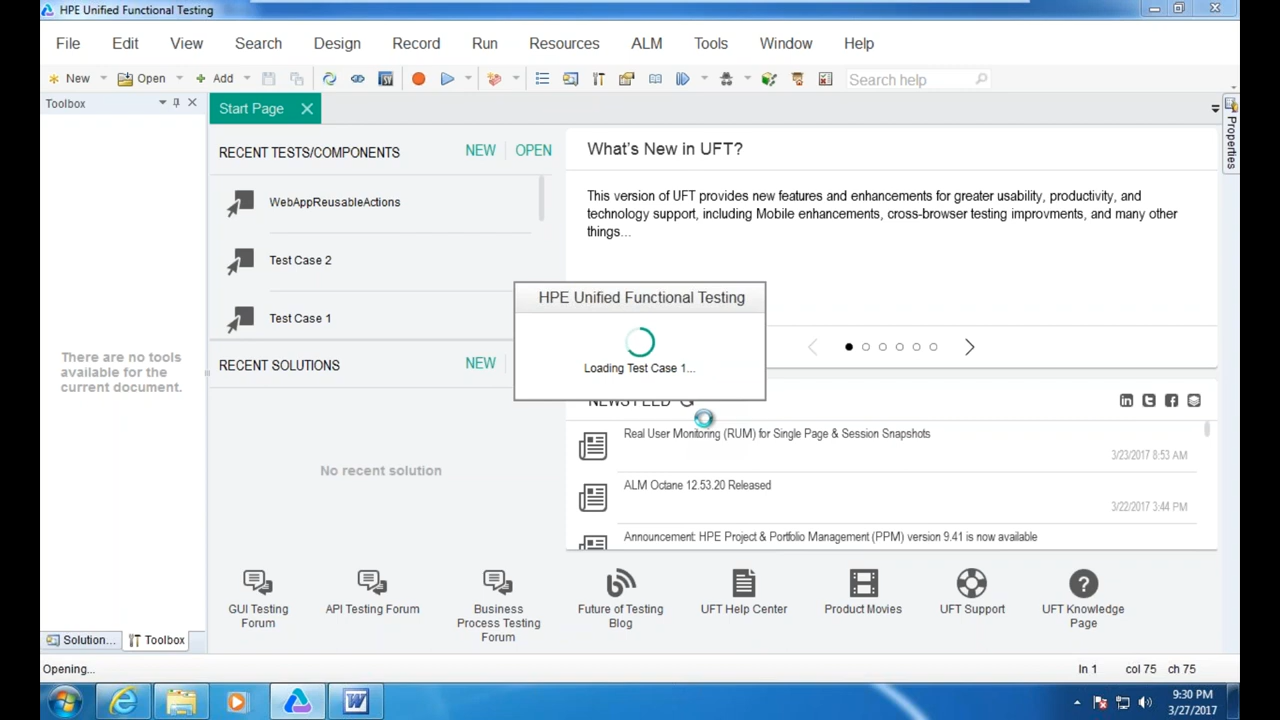 HPE Unified Functional Testing
File Edit View Search Design Record Run Resources ALM Tools Window Help
New Open Add Search help
Toolbox
Start Page
Properties
RECENT TESTS/COMPONENTS NEW OPEN
WebAppReusableActions
Test Case 2
Test Case 1
RECENT SOLUTIONS NEW
No recent solution
There are no tools
available for the
current document.
What's New in UFT?
This version of UFT provides new features and enhancements for greater usability, productivity, and
technology support, including Mobile enhancements, cross-browser testing improvments, and many other
things...
HPE Unified Functional Testing
Loading Test Case 1...
NEWS FEED
Real User Monitoring (RUM) for Single Page & Session Snapshots
3/23/2017 8:53 AM
ALM Octane 12.53.20 Released
3/22/2017 3:44 PM
Announcement: HPE Project & Portfolio Management (PPM) version 9.41 is now available
GUI Testing
Forum
API Testing Forum
Business
Process Testing
Forum
Future of Testing
Blog
UFT Help Center
Product Movies
UFT Support
UFT Knowledge
Page
Solution... Toolbox
Opening... ln 1 col 75 ch 75
9:30 PM
3/27/2017